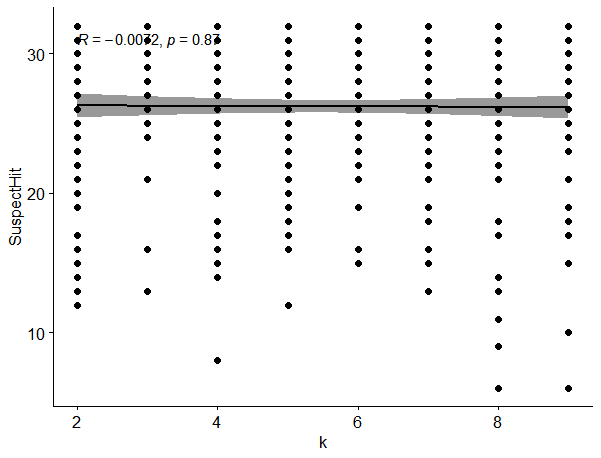 R = −0.0072, p = 0.87
30
20
10
SuspectHit
2
4
6
8
k